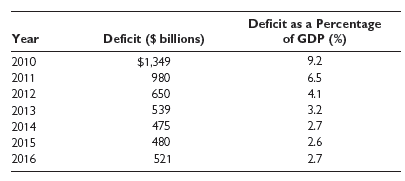 Deficit as a Percentage
Year Deficit ($ billions) of GDP (%)
2010 $1,349 9.2
2011 980 6.5
2012 650 4.1
2013 539 3.2
2014 475 2.7
2015 480 2.6
2016 521 2.7